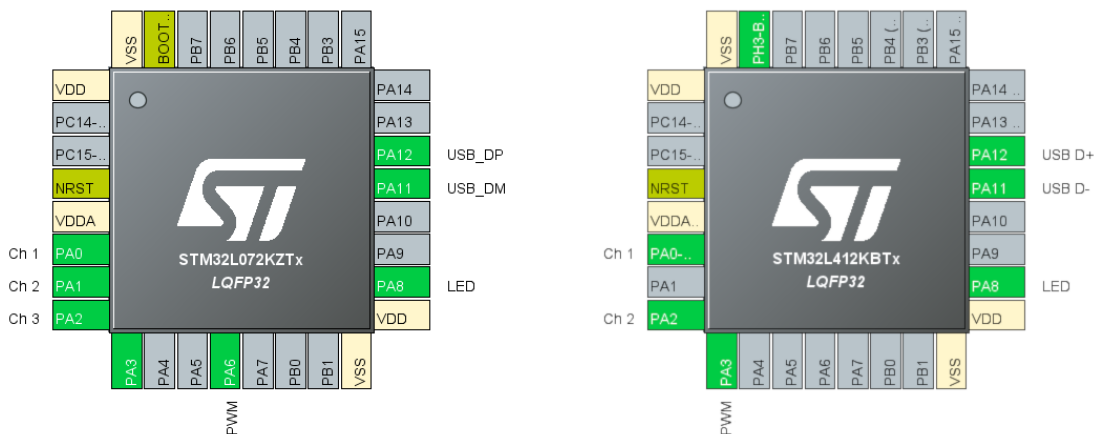 VSS
BOOT..
PB7
PB6
PB5
PB4
PB3
PA15
VDD
PC14-..
PC15-..
NRST
VDDA
Ch 1 PA0
Ch 2 PA1
Ch 3 PA2
PA14
PA13
PA12 USB_DP
PA11 USB_DM
PA10
PA9
PA8 LED
VDD
ST
STM32L072KZTx
LQFP32
PA3
PA4
PA5
PA6
PA7
PB0
PB1
VSS
PWM
VSS
PH3-B..
PB7
PB6
PB5
PB4 (..
PB3 (..
PA15 ..
VDD
PC14-..
PC15-..
NRST
VDDA..
Ch 1 PA0-..
PA1
Ch 2 PA2
PA14 ..
PA13 ..
PA12 USB D+
PA11 USB D-
PA10
PA9
PA8 LED
VDD
ST
STM32L412KBTx
LQFP32
PA3
PA4
PA5
PA6
PA7
PB0
PB1
VSS
PWM